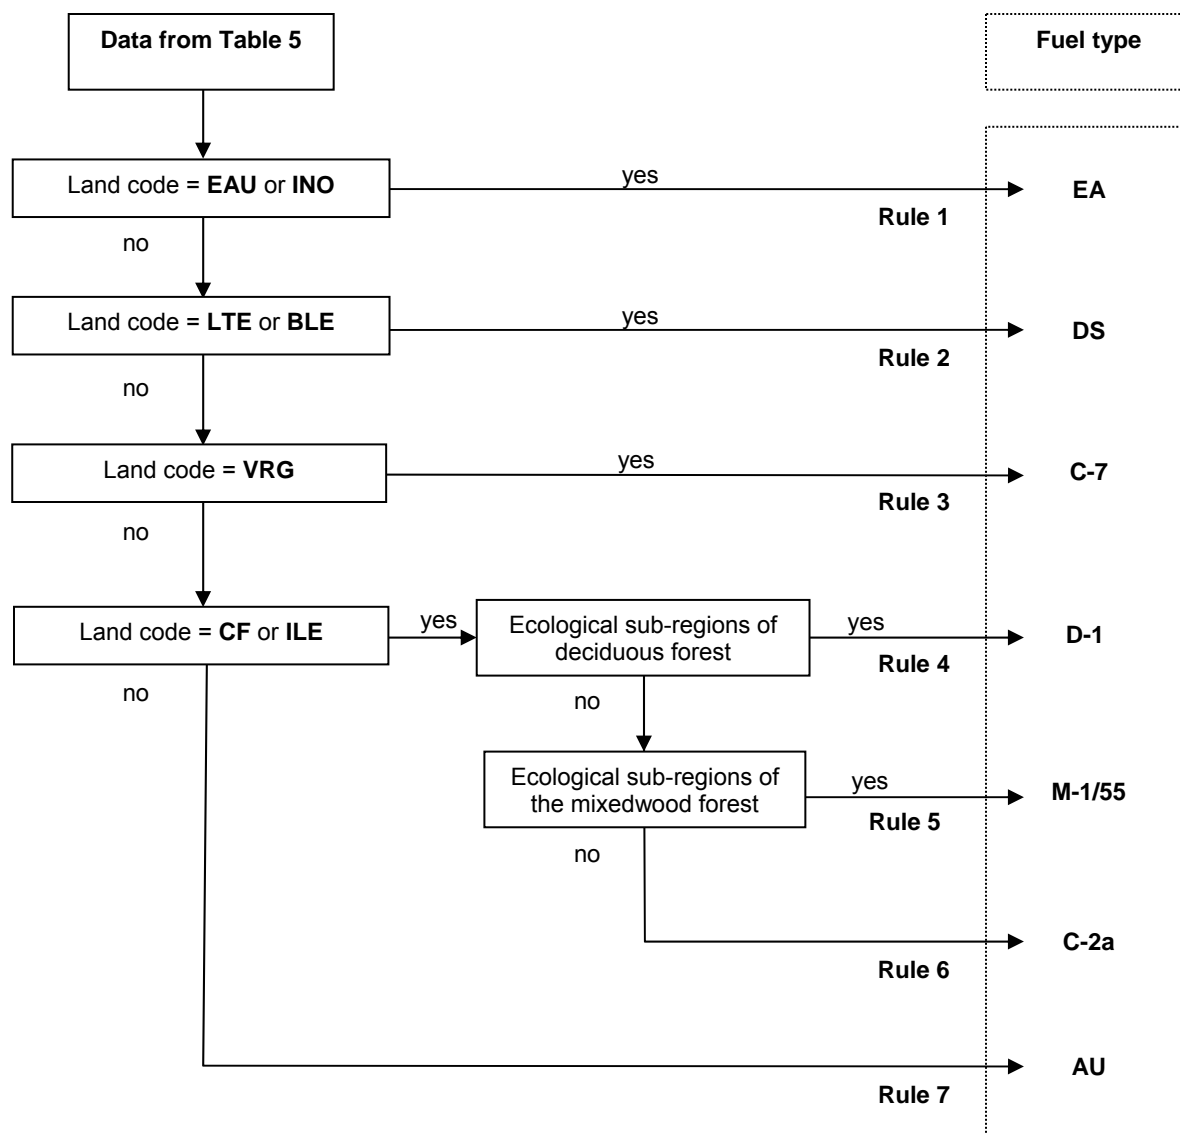 Data from Table 5
Fuel type
Land code = EAU or INO
yes
Rule 1
EA
no
Land code = LTE or BLE
yes
Rule 2
DS
no
Land code = VRG
yes
Rule 3
C-7
no
Land code = CF or ILE
yes
Ecological sub-regions of
deciduous forest
yes
Rule 4
D-1
no
no
Ecological sub-regions of
the mixedwood forest
yes
Rule 5
M-1/55
no
Rule 6
C-2a
Rule 7
AU